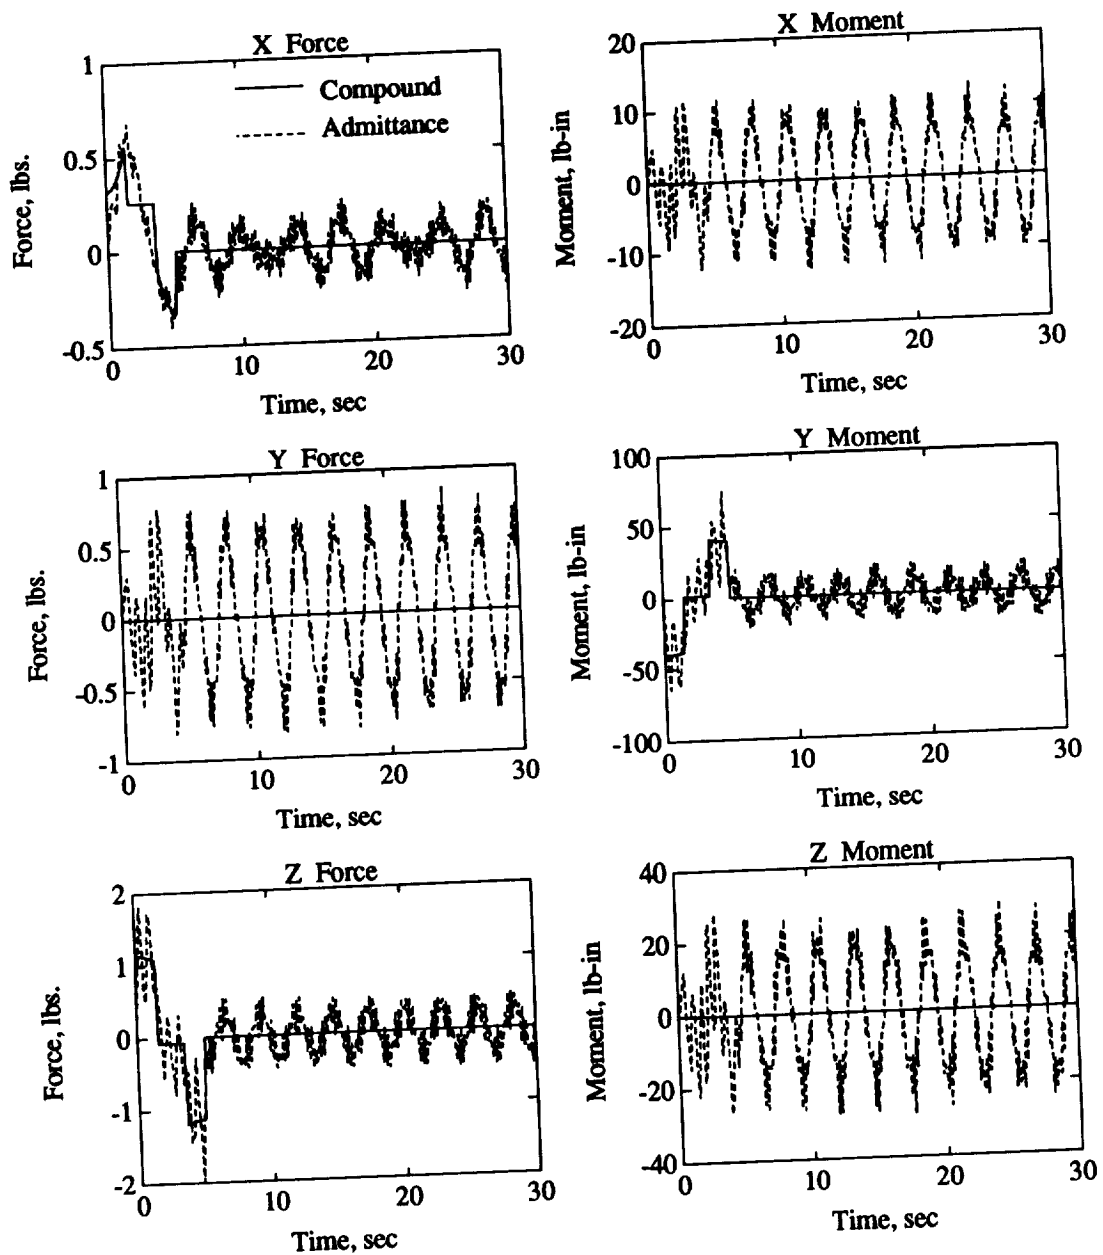 X Force
1
0.5
0
-0.5
Force, lbs.
Compound
Admittance
0 10 20 30
Time, sec
X Moment
20
10
0
-10
-20
Moment, lb-in
0 10 20 30
Time, sec
Y Force
1
0.5
0
-0.5
-1
Force, lbs.
0 10 20 30
Time, sec
Y Moment
100
50
0
-50
-100
Moment, lb-in
0 10 20 30
Time, sec
Z Force
2
1
0
-1
-2
Force, lbs.
0 10 20 30
Time, sec
Z Moment
40
20
0
-20
-40
Moment, lb-in
0 10 20 30
Time, sec